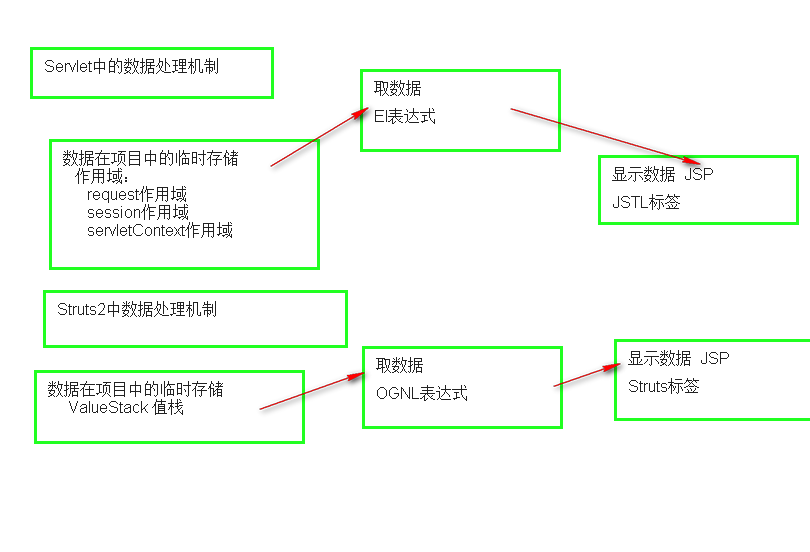 Servlet中的数据处理机制
数据在项目中的临时存储
作用域：
request作用域
session作用域
servletContext作用域
取数据
El表达式
显示数据 JSP
JSTL标签
Struts2中数据处理机制
数据在项目中的临时存储
ValueStack 值栈
取数据
OGNL表达式
显示数据 JSP
Struts标签